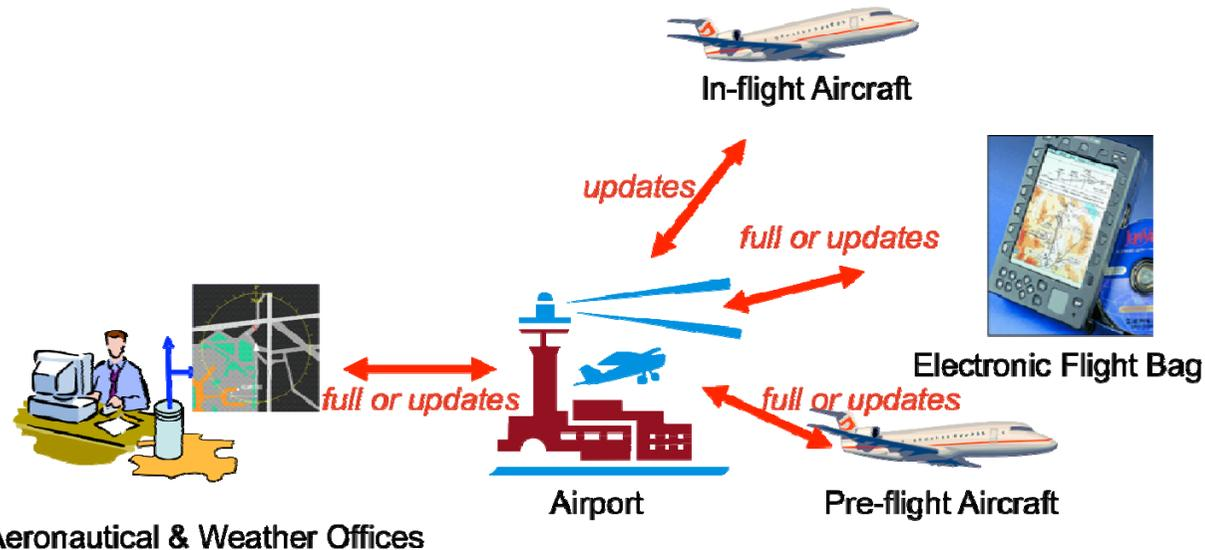 In-flight Aircraft
updates
full or updates
Electronic Flight Bag
full or updates
full or updates
Airport
Pre-flight Aircraft
Aeronautical & Weather Offices